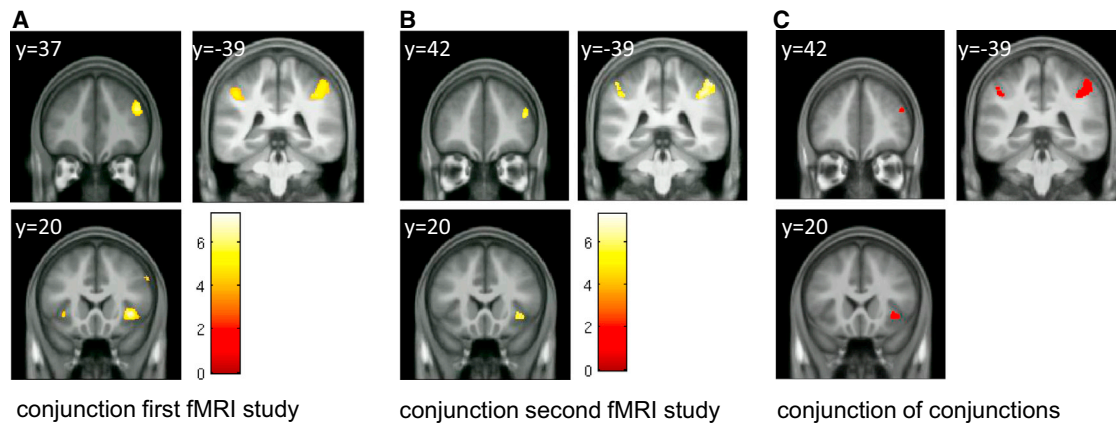 A
y=37
y=-39
y=20
6
4
2
0
conjunction first fMRI study
B
y=42
y=-39
y=20
6
4
2
0
conjunction second fMRI study
C
y=42
y=-39
y=20
conjunction of conjunctions